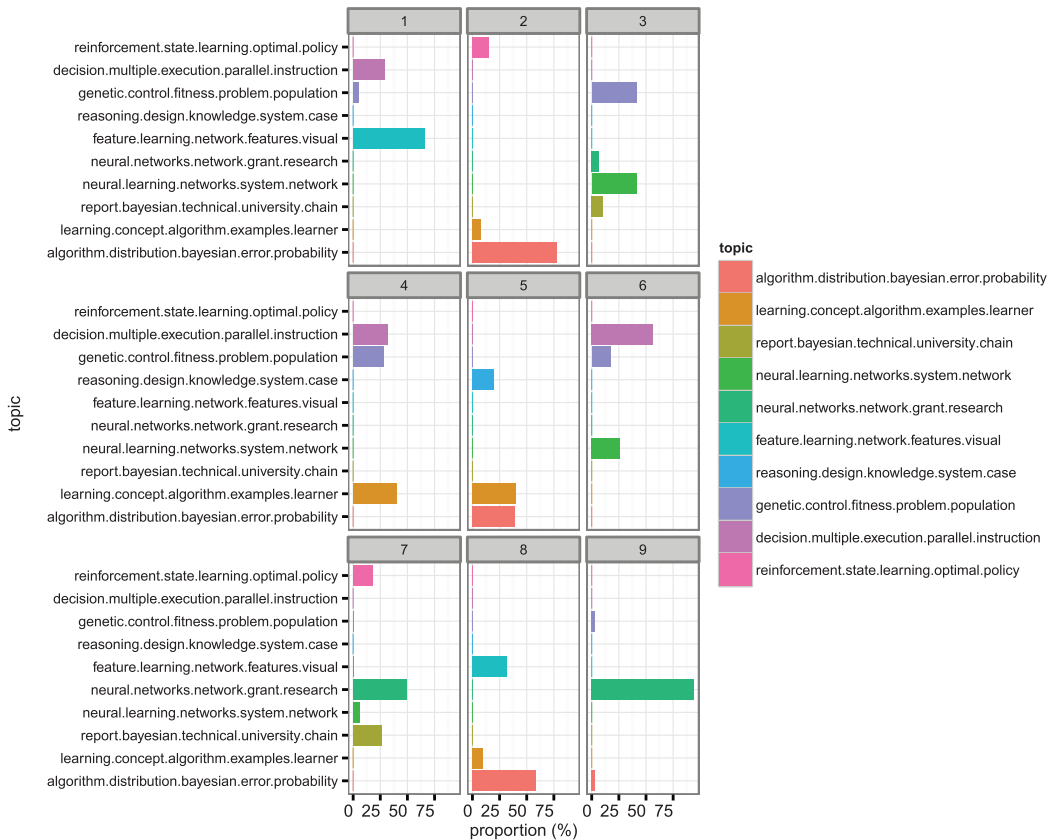 1 2 3
reinforcement.state.learning.optimal.policy
decision.multiple.execution.parallel.instruction
genetic.control.fitness.problem.population
reasoning.design.knowledge.system.case
feature.learning.network.features.visual
neural.networks.network.grant.research
neural.learning.networks.system.network
report.bayesian.technical.university.chain
learning.concept.algorithm.examples.learner
algorithm.distribution.bayesian.error.probability
4 5 6
reinforcement.state.learning.optimal.policy
decision.multiple.execution.parallel.instruction
genetic.control.fitness.problem.population
reasoning.design.knowledge.system.case
feature.learning.network.features.visual
neural.networks.network.grant.research
neural.learning.networks.system.network
report.bayesian.technical.university.chain
learning.concept.algorithm.examples.learner
algorithm.distribution.bayesian.error.probability
7 8 9
reinforcement.state.learning.optimal.policy
decision.multiple.execution.parallel.instruction
genetic.control.fitness.problem.population
reasoning.design.knowledge.system.case
feature.learning.network.features.visual
neural.networks.network.grant.research
neural.learning.networks.system.network
report.bayesian.technical.university.chain
learning.concept.algorithm.examples.learner
algorithm.distribution.bayesian.error.probability
0 25 50 75 0 25 50 75 0 25 50 75
proportion (%)
topic
topic
algorithm.distribution.bayesian.error.probability
learning.concept.algorithm.examples.learner
report.bayesian.technical.university.chain
neural.learning.networks.system.network
neural.networks.network.grant.research
feature.learning.network.features.visual
reasoning.design.knowledge.system.case
genetic.control.fitness.problem.population
decision.multiple.execution.parallel.instruction
reinforcement.state.learning.optimal.policy